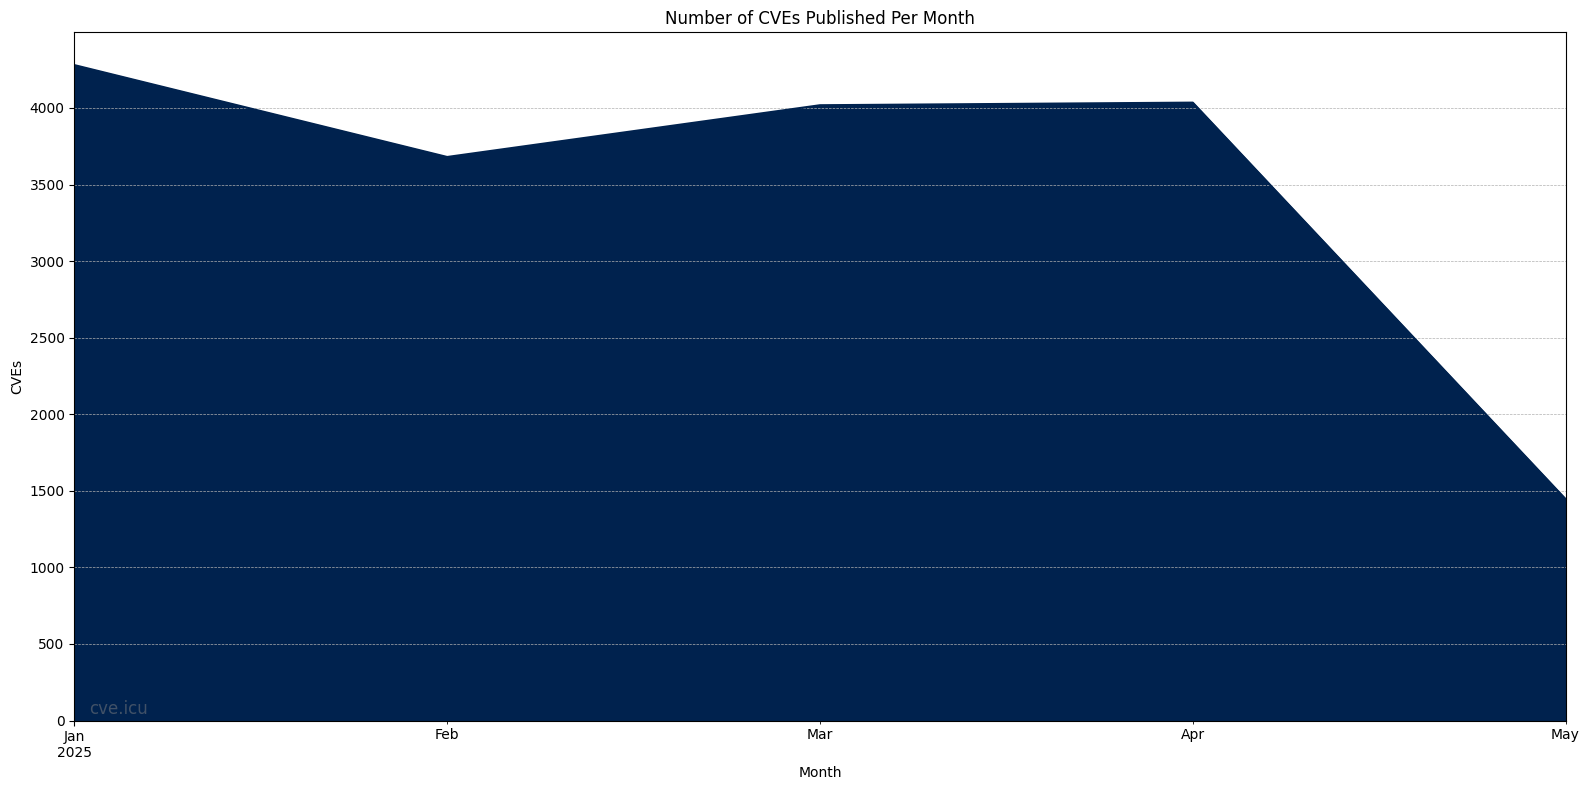 Number of CVEs Published Per Month
CVEs
4000
3500
3000
2500
2000
1500
1000
500
0
cve.icu
Jan
2025
Feb
Mar
Apr
May
Month